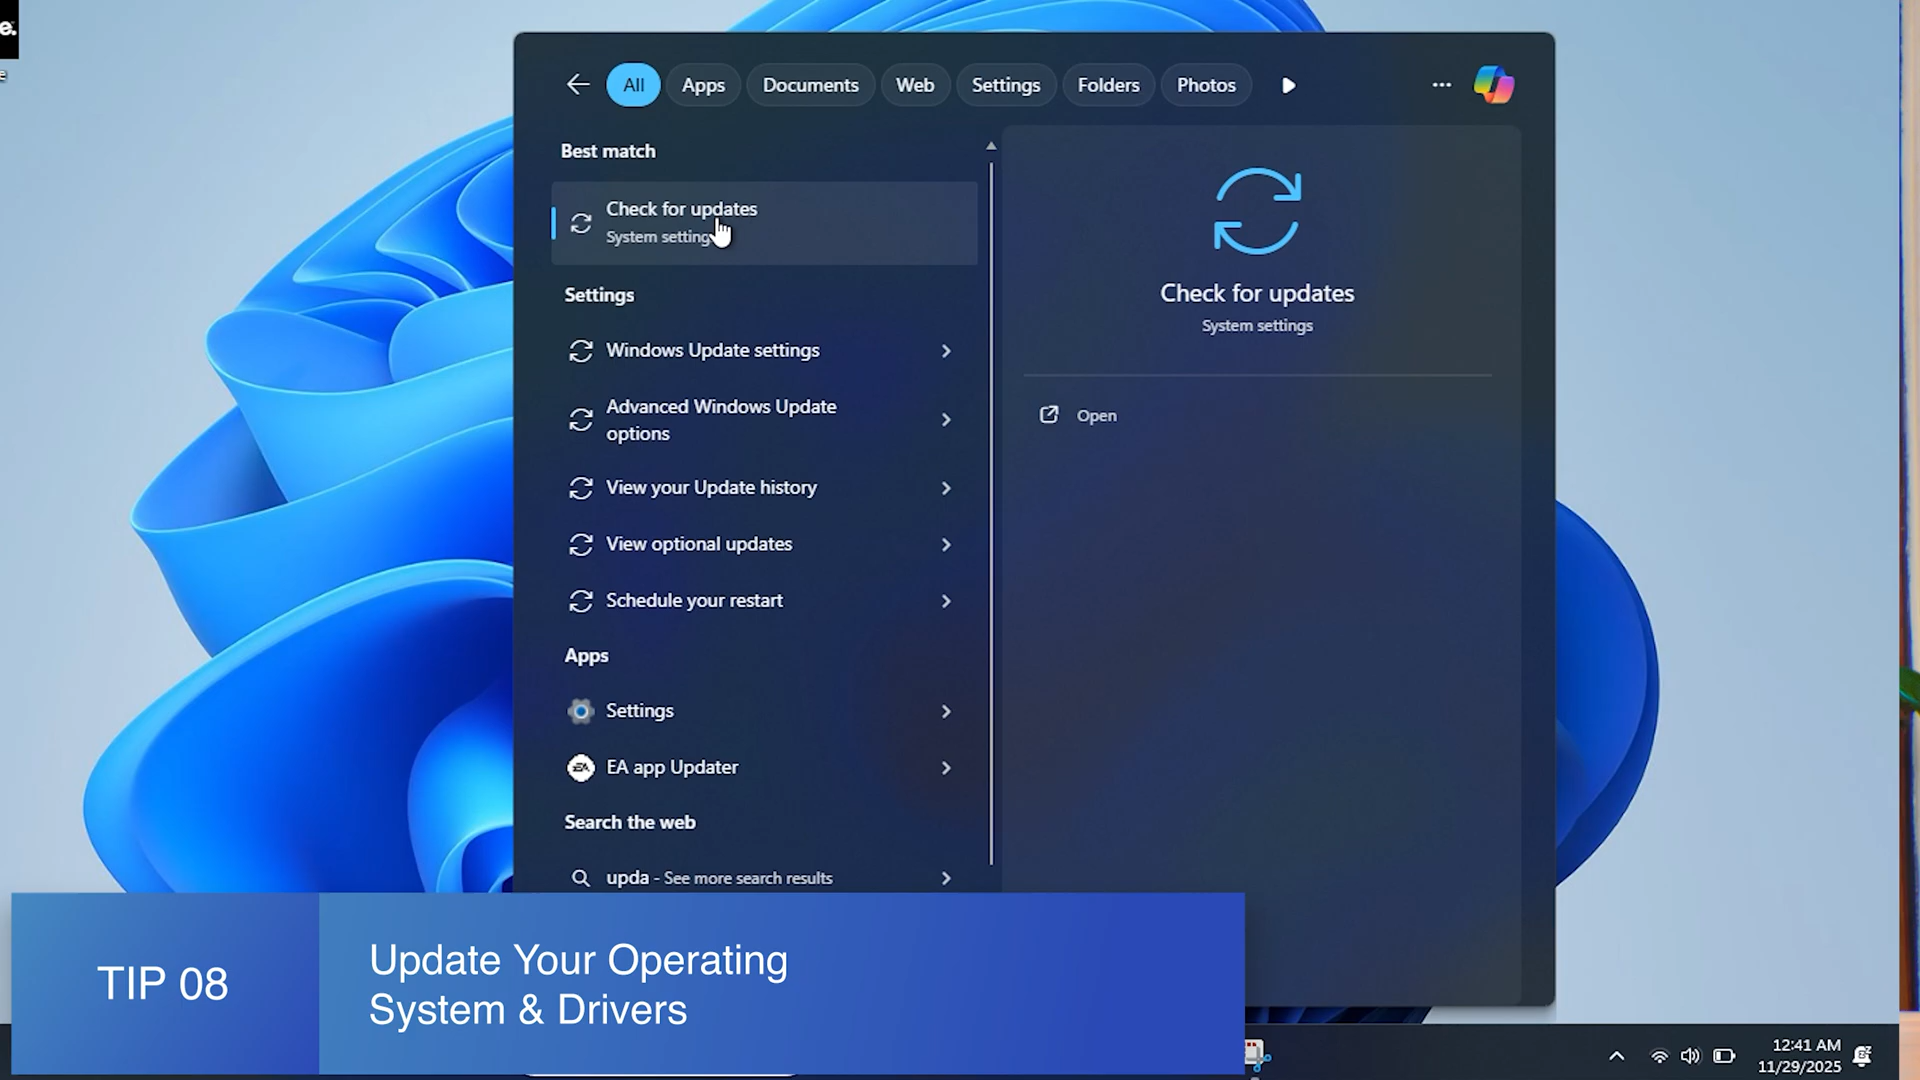 e.
e
All Apps Documents Web Settings Folders Photos
Best match
Check for updates
System setting
Settings
Windows Update settings
Advanced Windows Update
options
View your Update history
View optional updates
Schedule your restart
Apps
Settings
EA app Updater
Search the web
upda - See more search results
Check for updates
System settings
Open
TIP 08
Update Your Operating
System & Drivers
12:41 AM
11/29/2025